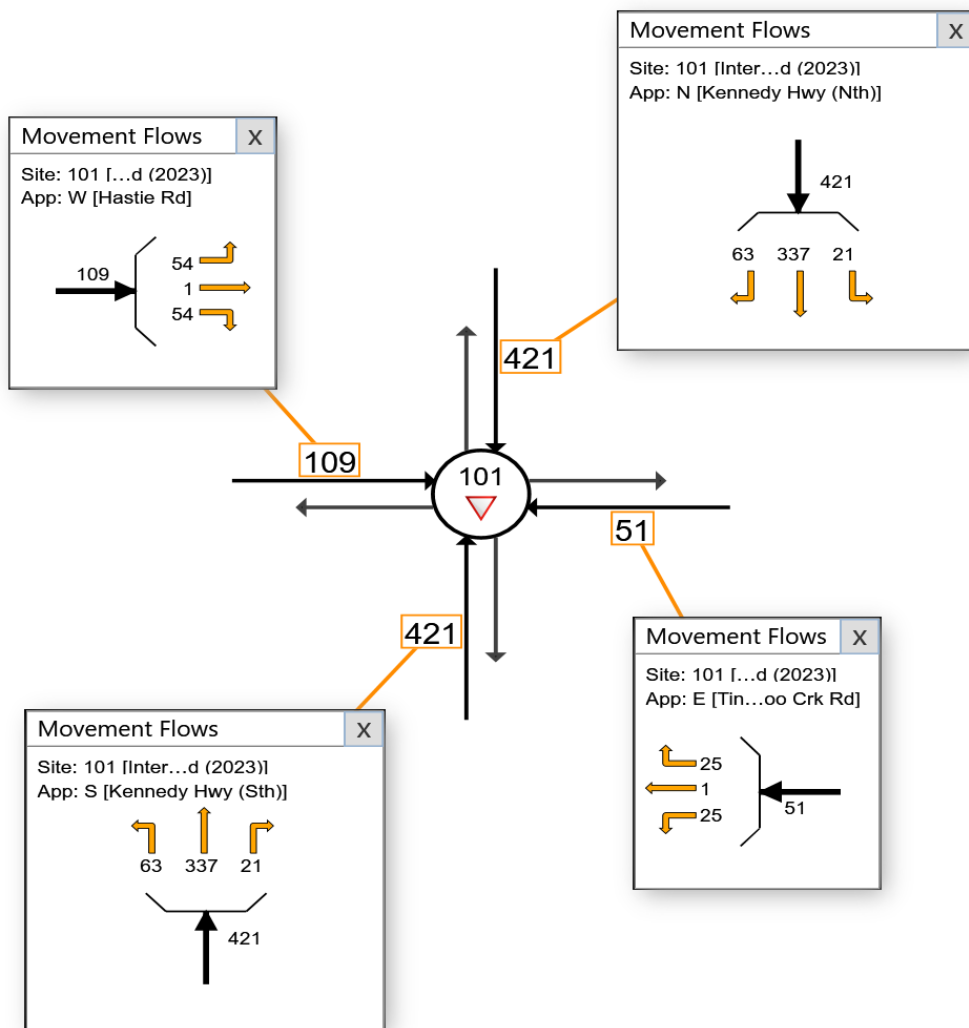 Movement Flows X
Site: 101 [Inter...d (2023)]
App: N [Kennedy Hwy (Nth)]
421
63 337 21
Movement Flows X
Site: 101 [...d (2023)]
App: W [Hastie Rd]
109
54
1
54
421
109
101
51
421
Movement Flows X
Site: 101 [...d (2023)]
App: E [Tin...oo Crk Rd]
25
1
25
51
Movement Flows X
Site: 101 [Inter...d (2023)]
App: S [Kennedy Hwy (Sth)]
63 337 21
421